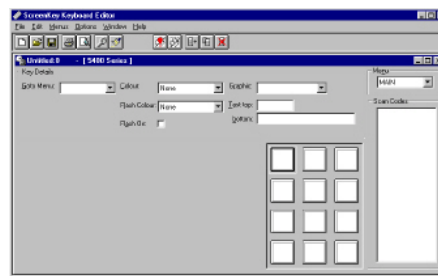 ScreenKey Keyboard Editor
File Edit Menus Options Window Help
Untitled:0 - [ 5400 Series ]
Key Details
Menu
Goto Menu: Colour: None Graphic: MAIN
Flash Colour: None Text top:
Scan Codes
Flash On: bottom: